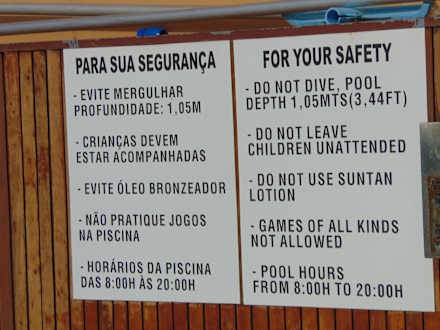 PARA SUA SEGURANÇA
- EVITE MERGULHAR
PROFUNDIDADE: 1,05M
- CRIANÇAS DEVEM
ESTAR ACOMPANHADAS
- EVITE ÓLEO BRONZEADOR
- NÃO PRATIQUE JOGOS
NA PISCINA
- HORÁRIOS DA PISCINA
DAS 8:00H ÀS 20:00H
FOR YOUR SAFETY
- DO NOT DIVE, POOL
DEPTH 1,05MTS(3,44FT)
- DO NOT LEAVE
CHILDREN UNATTENDED
- DO NOT USE SUNTAN
LOTION
- GAMES OF ALL KINDS
NOT ALLOWED
- POOL HOURS
FROM 8:00H TO 20:00H